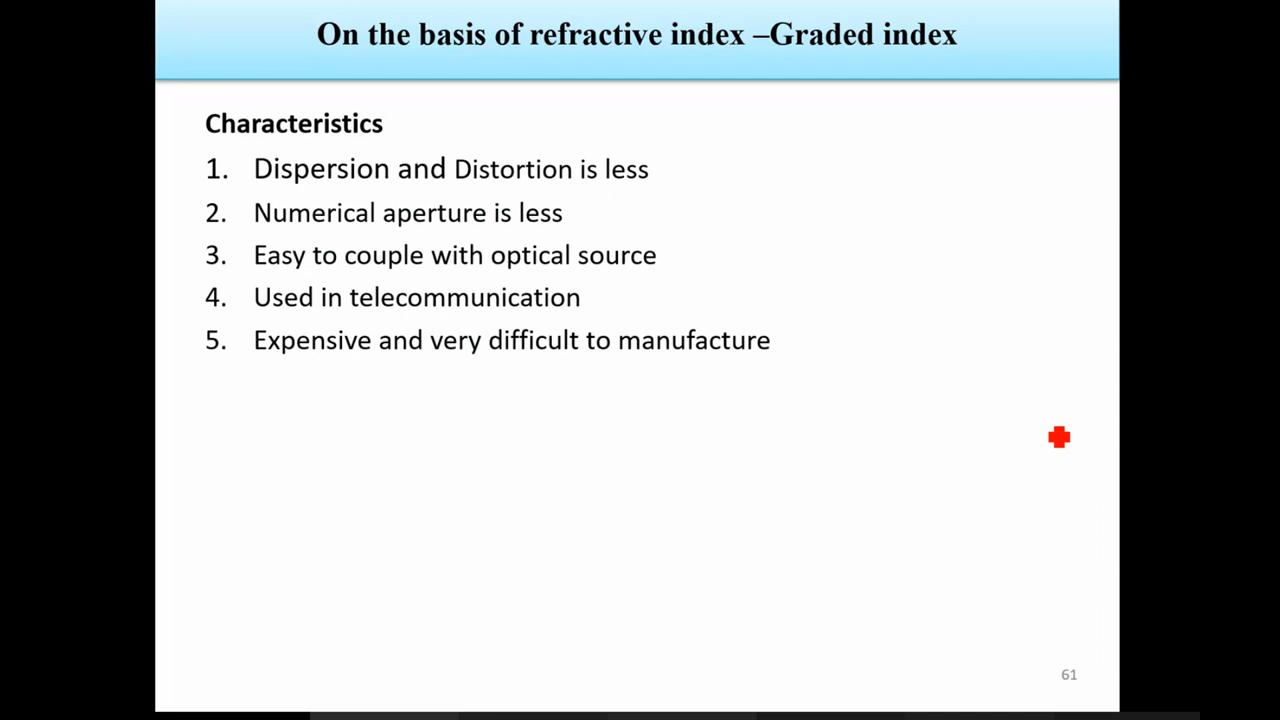 On the basis of refractive index –Graded index
Characteristics
1. Dispersion and Distortion is less
2. Numerical aperture is less
3. Easy to couple with optical source
4. Used in telecommunication
5. Expensive and very difficult to manufacture
61